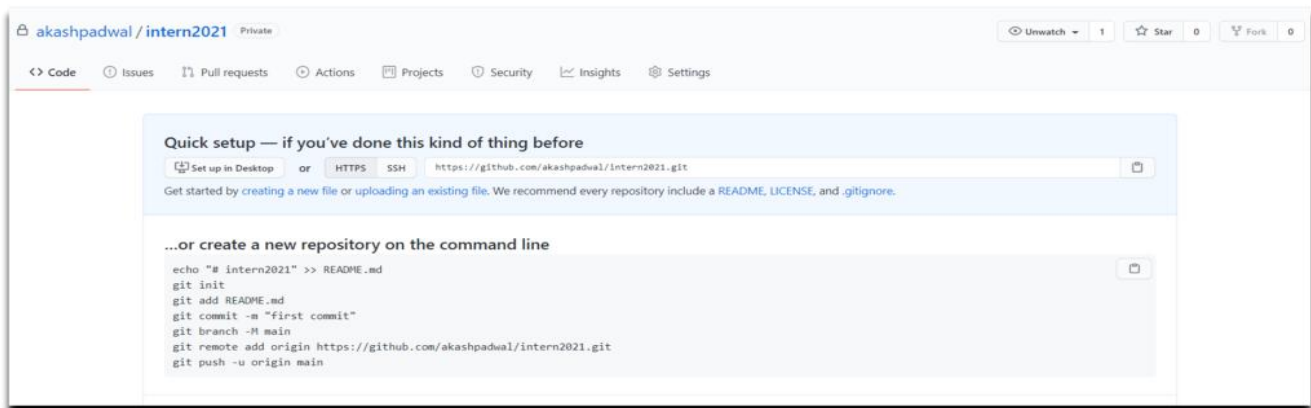 akashpadwal / intern2021 Private
Unwatch 1 Star 0 Fork 0
<> Code Issues Pull requests Actions Projects Security Insights Settings
Quick setup — if you've done this kind of thing before
Set up in Desktop or HTTPS SSH https://github.com/akashpadwal/intern2021.git
Get started by creating a new file or uploading an existing file. We recommend every repository include a README, LICENSE, and .gitignore.
...or create a new repository on the command line
echo "# intern2021" >> README.md
git init
git add README.md
git commit -m "first commit"
git branch -M main
git remote add origin https://github.com/akashpadwal/intern2021.git
git push -u origin main